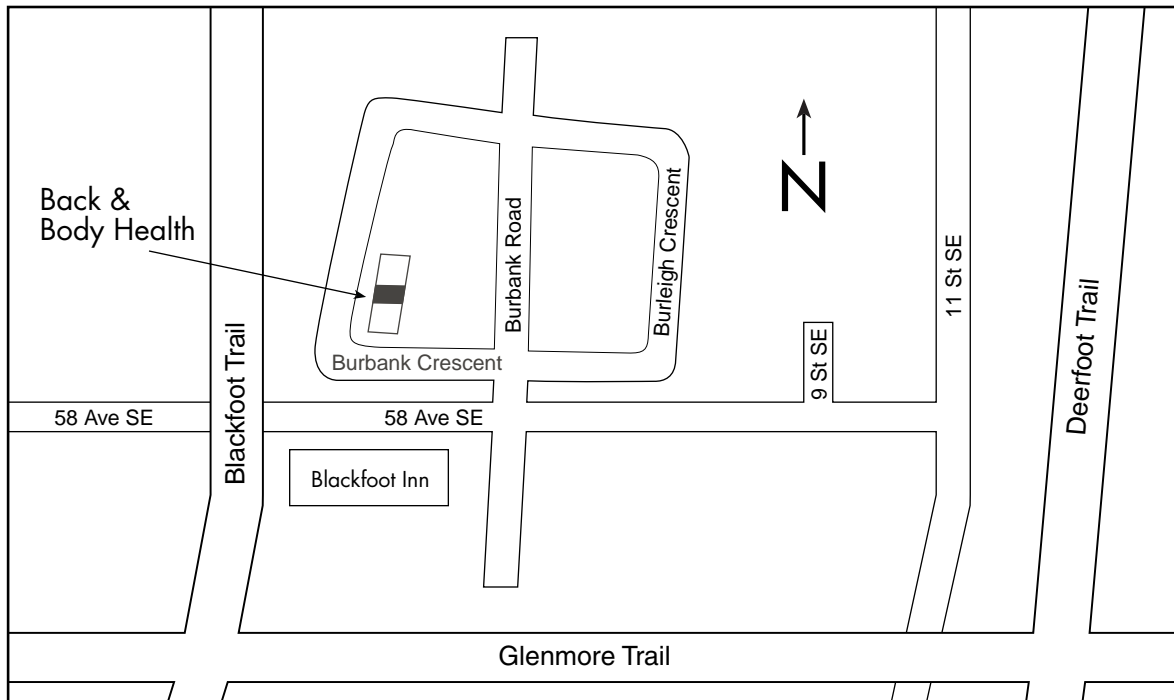 Back &
Body Health
N
Burbank Road
Burleigh Crescent
11 St SE
Deerfoot Trail
Blackfoot Trail
Burbank Crescent
9 St SE
58 Ave SE
58 Ave SE
Blackfoot Inn
Glenmore Trail